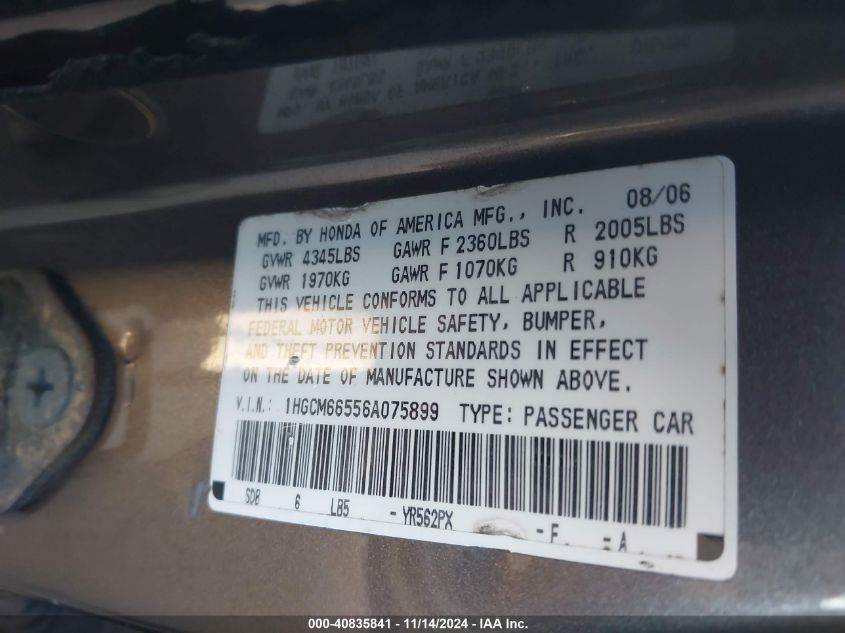 MFD. BY HONDA OF AMERICA MFG., INC. 08/06
GVWR 4345LBS GAWR F 2360LBS R 2005LBS
GVWR 1970KG GAWR F 1070KG R 910KG
THIS VEHICLE CONFORMS TO ALL APPLICABLE
FEDERAL MOTOR VEHICLE SAFETY, BUMPER,
AND THEFT PREVENTION STANDARDS IN EFFECT
ON THE DATE OF MANUFACTURE SHOWN ABOVE.
V.I.N.: 1HGCM66556A075899 TYPE: PASSENGER CAR
SDB 6 LB5 - YR562PX - F - A
000-40835841 - 11/14/2024 - IAA Inc.